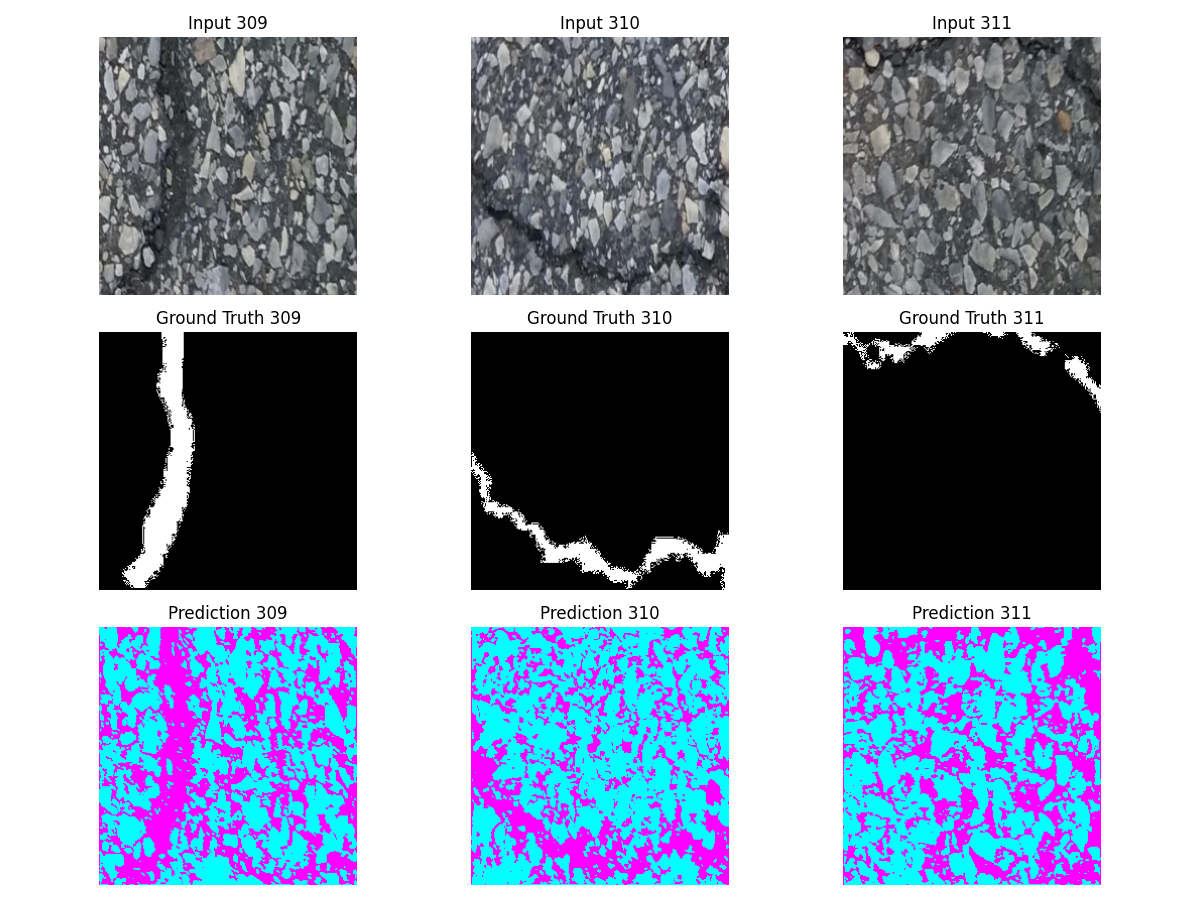 Input 309
Input 310
Input 311
Ground Truth 309
Ground Truth 310
Ground Truth 311
Prediction 309
Prediction 310
Prediction 311